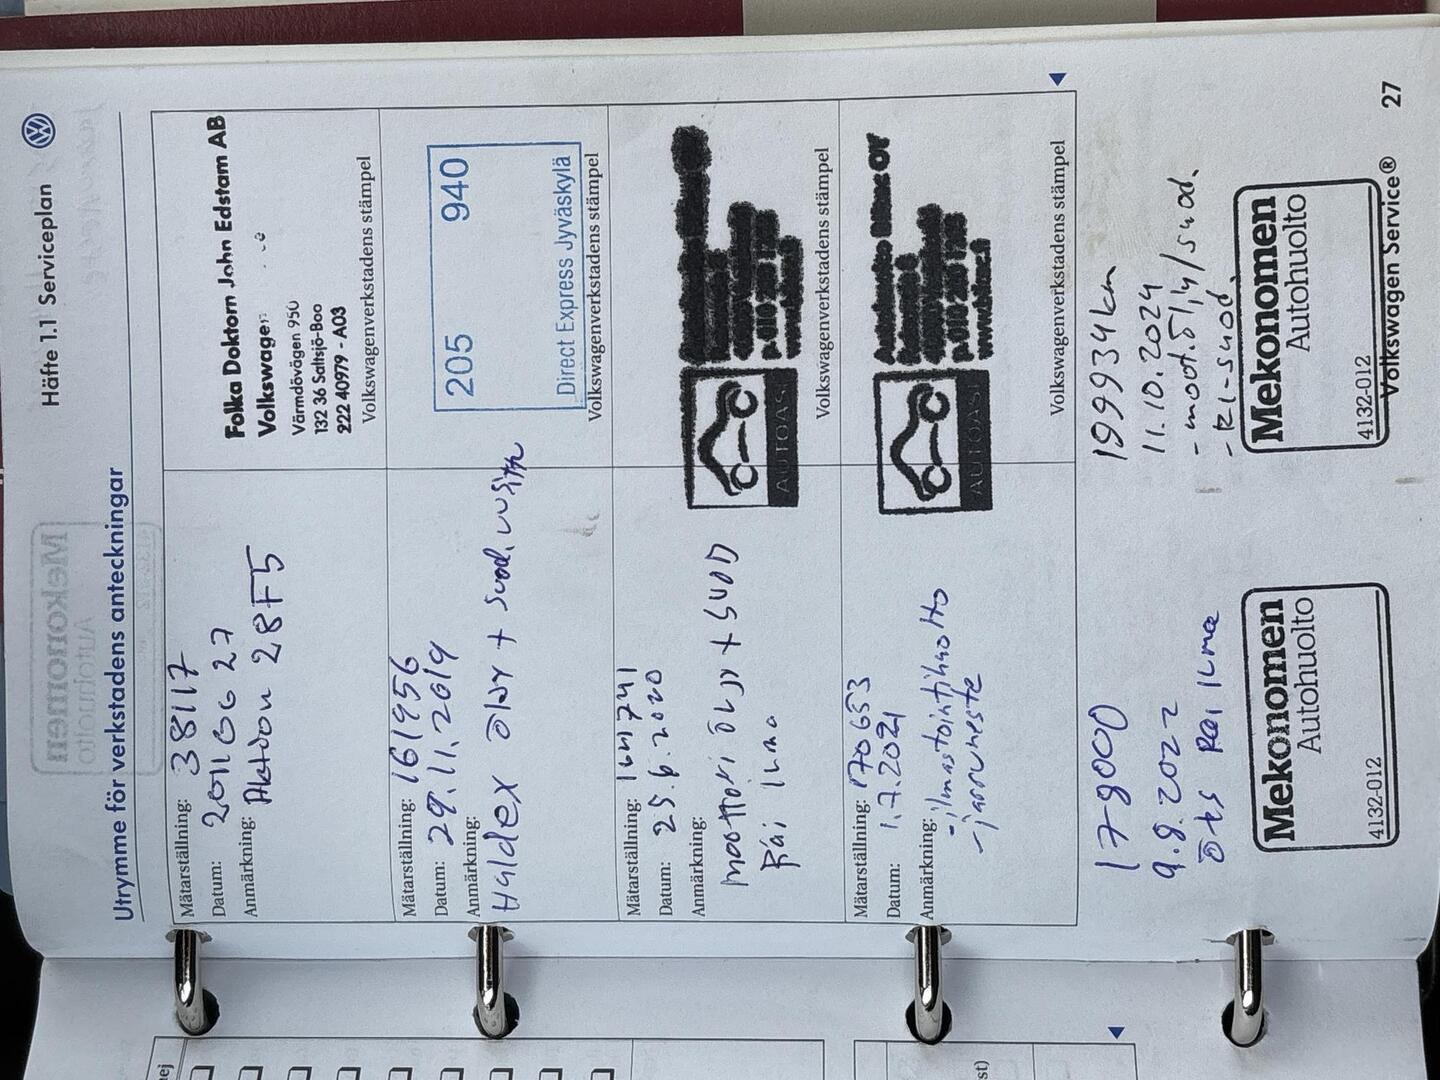 Häfte 1.1 Serviceplan
Utrymme för verkstadens anteckningar
Mätarställning: 38117
Datum: 2011 06 27
Anmärkning: Aktion 28F5
Folka Doktorn John Edstam AB
Volkswagen
Värmdövägen 950
132 36 Saltsjö-Boo
222 40979 - A03
Volkswagenverkstadens stämpel
Mätarställning: 161956
Datum: 29.11.2019
Anmärkning:
Haldex öljy + suod.
205 940
Direct Express Jyväskylä
Volkswagenverkstadens stämpel
Mätarställning: 164741
Datum: 25.6.2020
Anmärkning:
moottori öljy + suod
Rai ilma
AUTOASI
Volkswagenverkstadens stämpel
Mätarställning: 170653
Datum: 1.7.2021
Anmärkning: - ilmastointihuolto
- jarruneste
AUTOASI
Volkswagenverkstadens stämpel
178000
9.8.2022
öts Rai ilma
Mekonomen
Autohuolto
4132-012
199934km
11.10.2024
- moot.öljy/suod.
- Ri-suod.
Mekonomen
Autohuolto
4132-012
Volkswagen Service®
27